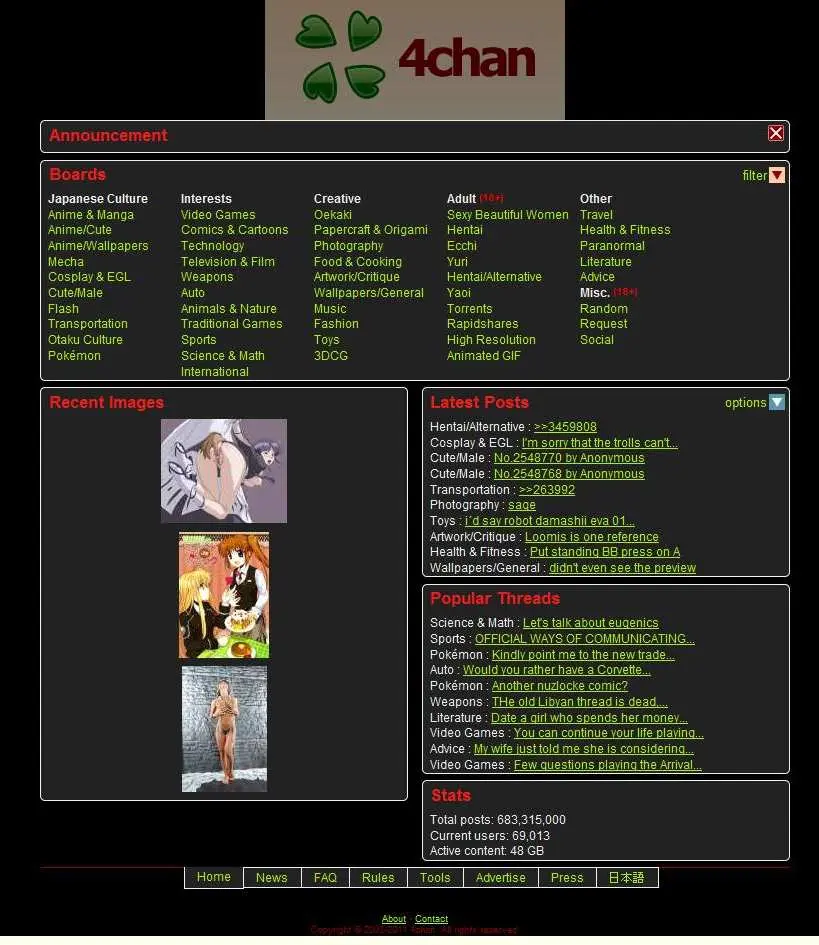 4chan
Announcement
Boards
filter
Japanese Culture
Anime & Manga
Anime/Cute
Anime/Wallpapers
Mecha
Cosplay & EGL
Cute/Male
Flash
Transportation
Otaku Culture
Pokémon
Interests
Video Games
Comics & Cartoons
Technology
Television & Film
Weapons
Auto
Animals & Nature
Traditional Games
Sports
Science & Math
International
Creative
Oekaki
Papercraft & Origami
Photography
Food & Cooking
Artwork/Critique
Wallpapers/General
Music
Fashion
Toys
3DCG
Adult (18+)
Sexy Beautiful Women
Hentai
Ecchi
Yuri
Hentai/Alternative
Yaoi
Torrents
Rapidshares
High Resolution
Animated GIF
Other
Travel
Health & Fitness
Paranormal
Literature
Advice
Misc. (18+)
Random
Request
Social
Recent Images
Latest Posts
options
Hentai/Alternative : >>3459808
Cosplay & EGL : I'm sorry that the trolls can't...
Cute/Male : No.2548770 by Anonymous
Cute/Male : No.2548768 by Anonymous
Transportation : >>263992
Photography : sage
Toys : i´d say robot damashii eva 01...
Artwork/Critique : Loomis is one reference
Health & Fitness : Put standing BB press on A
Wallpapers/General : didn't even see the preview
Popular Threads
Science & Math : Let's talk about eugenics
Sports : OFFICIAL WAYS OF COMMUNICATING...
Pokémon : Kindly point me to the new trade...
Auto : Would you rather have a Corvette...
Pokémon : Another nuzlocke comic?
Weapons : THe old Libyan thread is dead,...
Literature : Date a girl who spends her money...
Video Games : You can continue your life playing...
Advice : My wife just told me she is considering...
Video Games : Few questions playing the Arrival...
Stats
Total posts: 683,315,000
Current users: 69,013
Active content: 48 GB
Home News FAQ Rules Tools Advertise Press 日本語
About · Contact
Copyright © 2003-2011 4chan. All rights reserved.